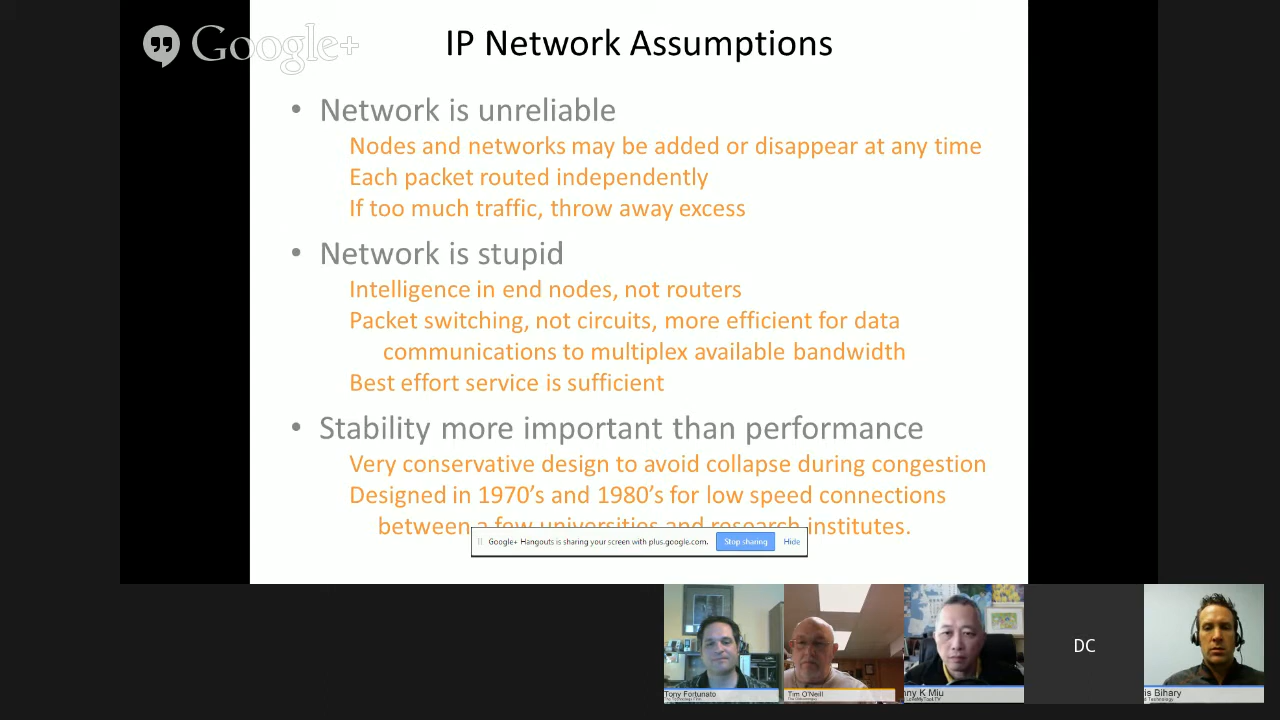 Google+
IP Network Assumptions
• Network is unreliable
Nodes and networks may be added or disappear at any time
Each packet routed independently
If too much traffic, throw away excess
• Network is stupid
Intelligence in end nodes, not routers
Packet switching, not circuits, more efficient for data
communications to multiplex available bandwidth
Best effort service is sufficient
• Stability more important than performance
Very conservative design to avoid collapse during congestion
Designed in 1970's and 1980's for low speed connections
between a few universities and research institutes.
Google+ Hangouts is sharing your screen with plus.google.com. Stop sharing Hide
DC
Tony Fortunato
Tim O'Neill
nny K Miu
is Bihary